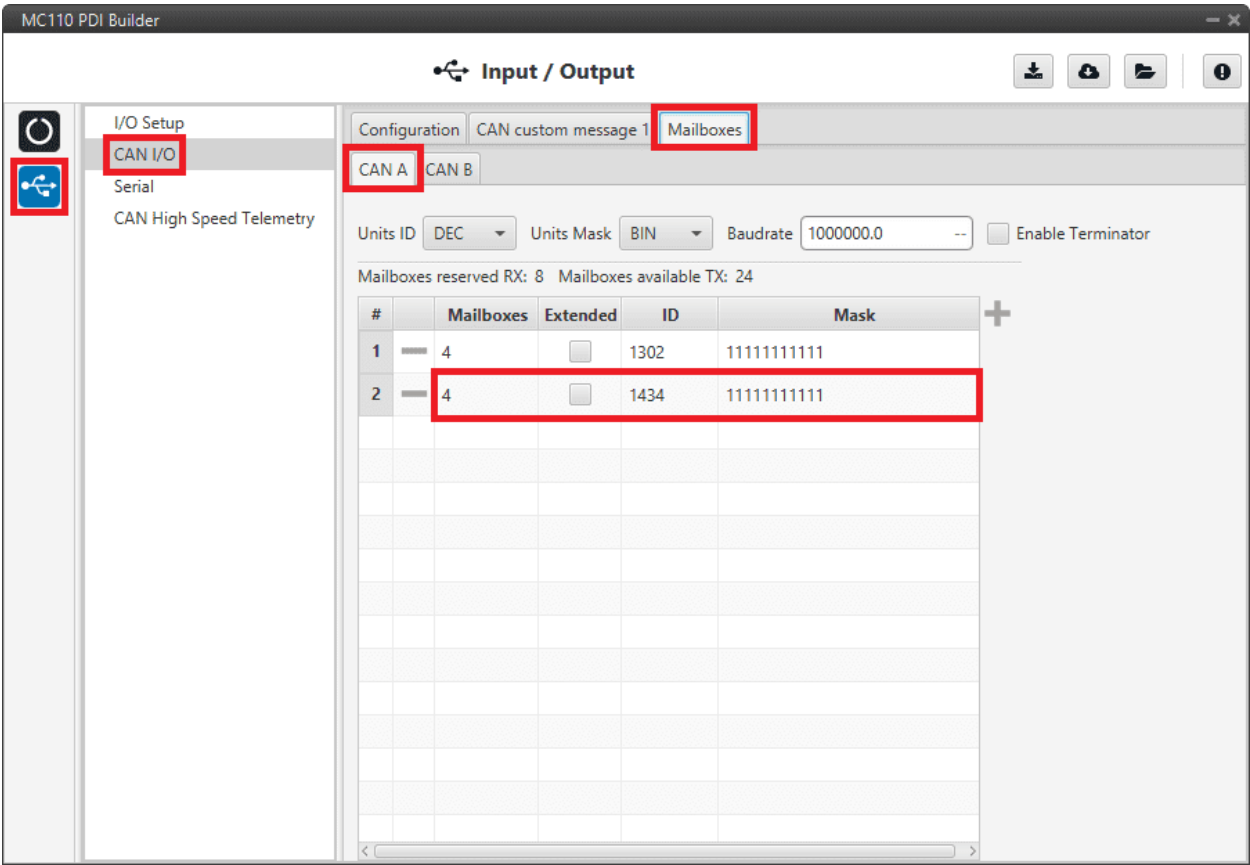 MC110 PDI Builder
Input / Output
I/O Setup
CAN I/O
Serial
CAN High Speed Telemetry
Configuration CAN custom message 1 Mailboxes
CAN A CAN B
Units ID DEC Units Mask BIN Baudrate 1000000.0 -- Enable Terminator
Mailboxes reserved RX: 8 Mailboxes available TX: 24
# Mailboxes Extended ID Mask
1 4 1302 11111111111
2 4 1434 11111111111